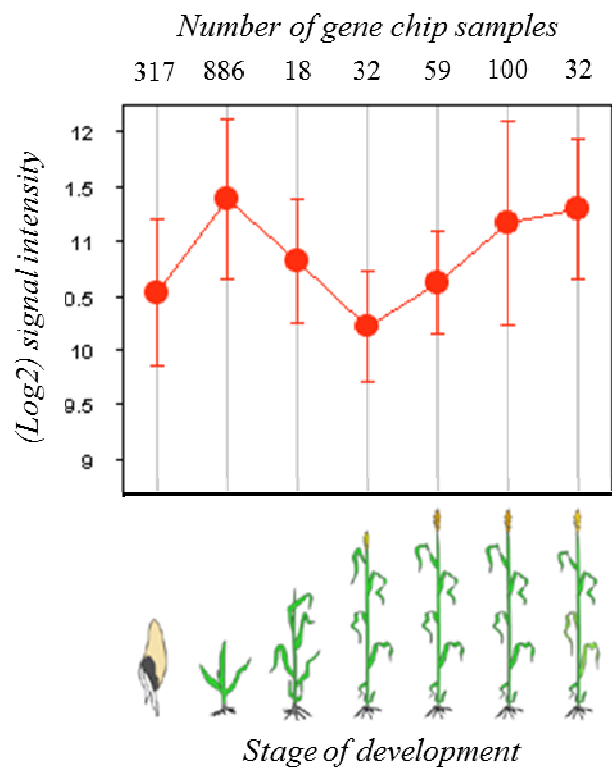 Number of gene chip samples
317 886 18 32 59 100 32
(Log2) signal intensity
12
1.5
11
0.5
10
9.5
9
Stage of development